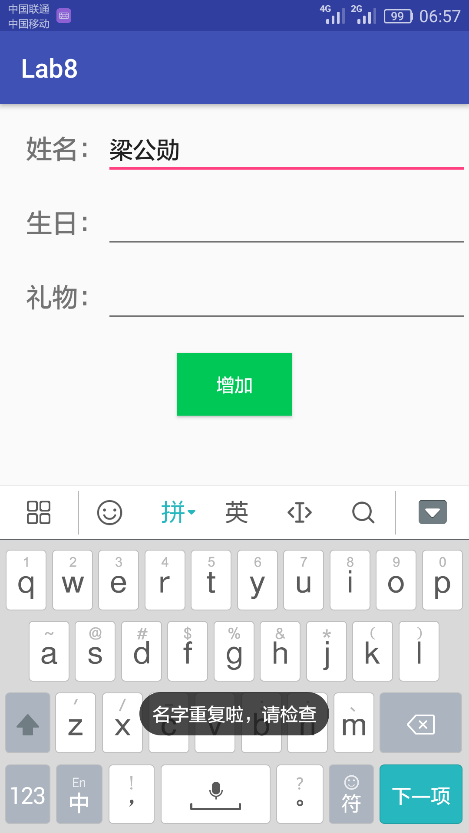 中国联通
中国移动
4G 2G 99 06:57
Lab8
姓名: 梁公勋
生日:
礼物:
增加
拼 英
1 2 3 4 5 6 7 8 9 0
q w e r t y u i o p
~ @ # $ % & * ( )
a s d f g h j k l
z x c v b n m
名字重复啦，请检查
123 En 中 ! ， ? 。 符 下一项